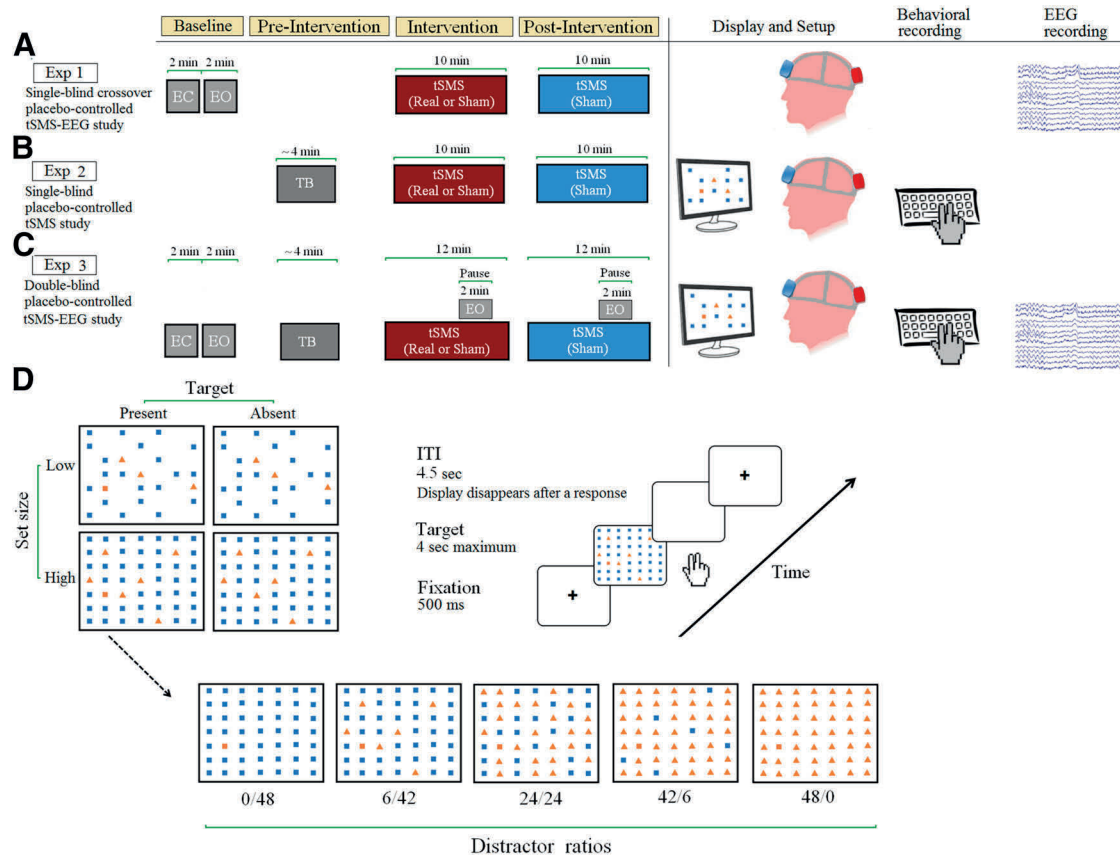 Baseline Pre-Intervention Intervention Post-Intervention Display and Setup Behavioral recording EEG recording
A
Exp 1
Single-blind crossover
placebo-controlled
tSMS-EEG study
2 min 2 min
EC EO
10 min
tSMS
(Real or Sham)
10 min
tSMS
(Sham)
B
Exp 2
Single-blind
placebo-controlled
tSMS study
~4 min
TB
10 min
tSMS
(Real or Sham)
10 min
tSMS
(Sham)
C
Exp 3
Double-blind
placebo-controlled
tSMS-EEG study
2 min 2 min
EC EO
~4 min
TB
12 min
Pause
2 min
EO
tSMS
(Real or Sham)
12 min
Pause
2 min
EO
tSMS
(Sham)
D
Target
Present Absent
Set size
Low
High
ITI
4.5 sec
Display disappears after a response
Target
4 sec maximum
Fixation
500 ms
Time
0/48 6/42 24/24 42/6 48/0
Distractor ratios